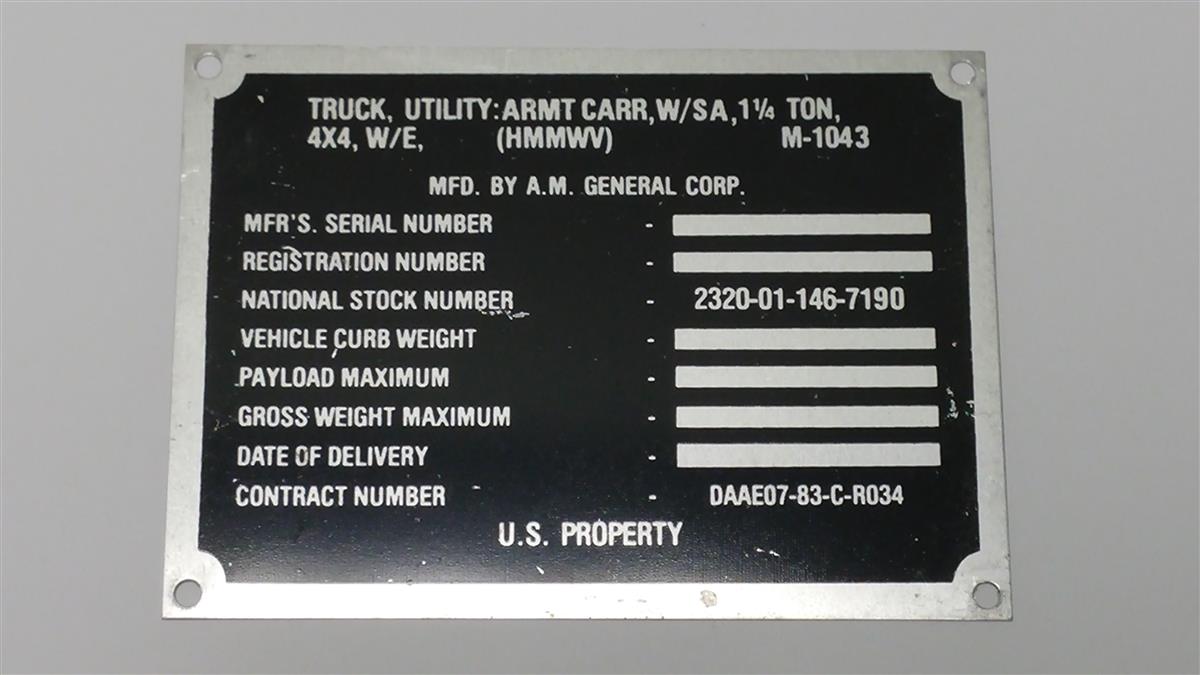 TRUCK, UTILITY: ARMT CARR, W/SA, 1¼ TON,
4X4, W/E, (HMMWV) M-1043
MFD. BY A.M. GENERAL CORP.
MFR'S. SERIAL NUMBER -
REGISTRATION NUMBER -
NATIONAL STOCK NUMBER - 2320-01-146-7190
VEHICLE CURB WEIGHT -
PAYLOAD MAXIMUM -
GROSS WEIGHT MAXIMUM -
DATE OF DELIVERY -
CONTRACT NUMBER - DAAE07-83-C-R034
U.S. PROPERTY